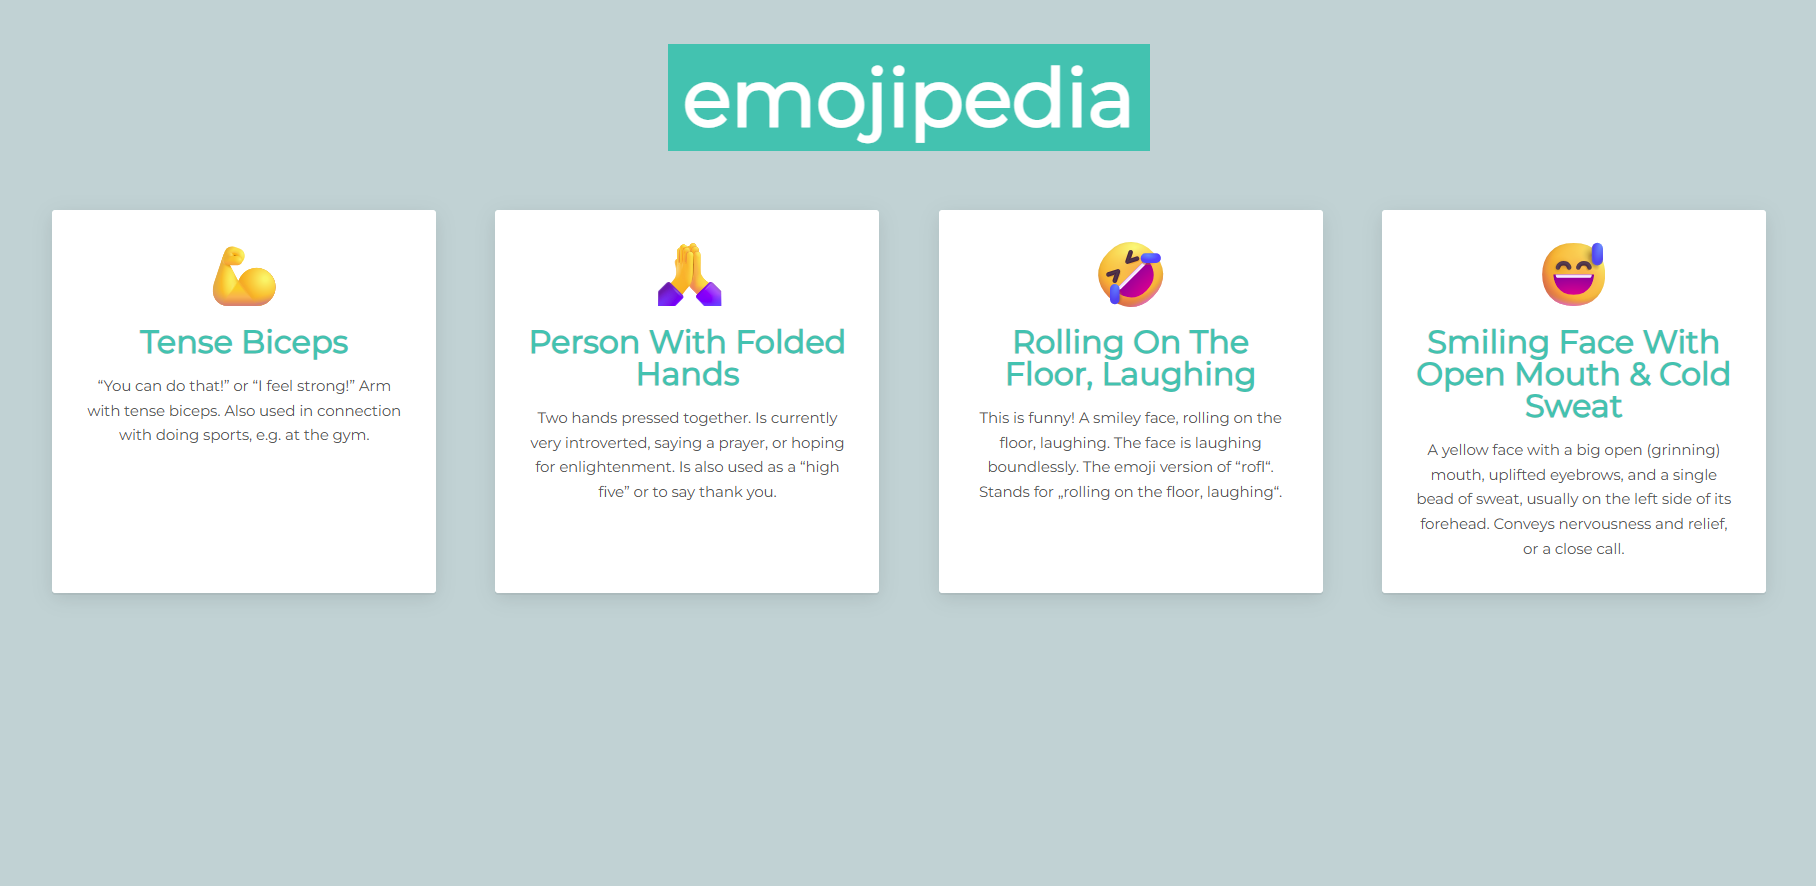 emojipedia
Tense Biceps
“You can do that!” or “I feel strong!” Arm
with tense biceps. Also used in connection
with doing sports, e.g. at the gym.
Person With Folded
Hands
Two hands pressed together. Is currently
very introverted, saying a prayer, or hoping
for enlightenment. Is also used as a “high
five” or to say thank you.
Rolling On The
Floor, Laughing
This is funny! A smiley face, rolling on the
floor, laughing. The face is laughing
boundlessly. The emoji version of “rofl“.
Stands for „rolling on the floor, laughing“.
Smiling Face With
Open Mouth & Cold
Sweat
A yellow face with a big open (grinning)
mouth, uplifted eyebrows, and a single
bead of sweat, usually on the left side of its
forehead. Conveys nervousness and relief,
or a close call.